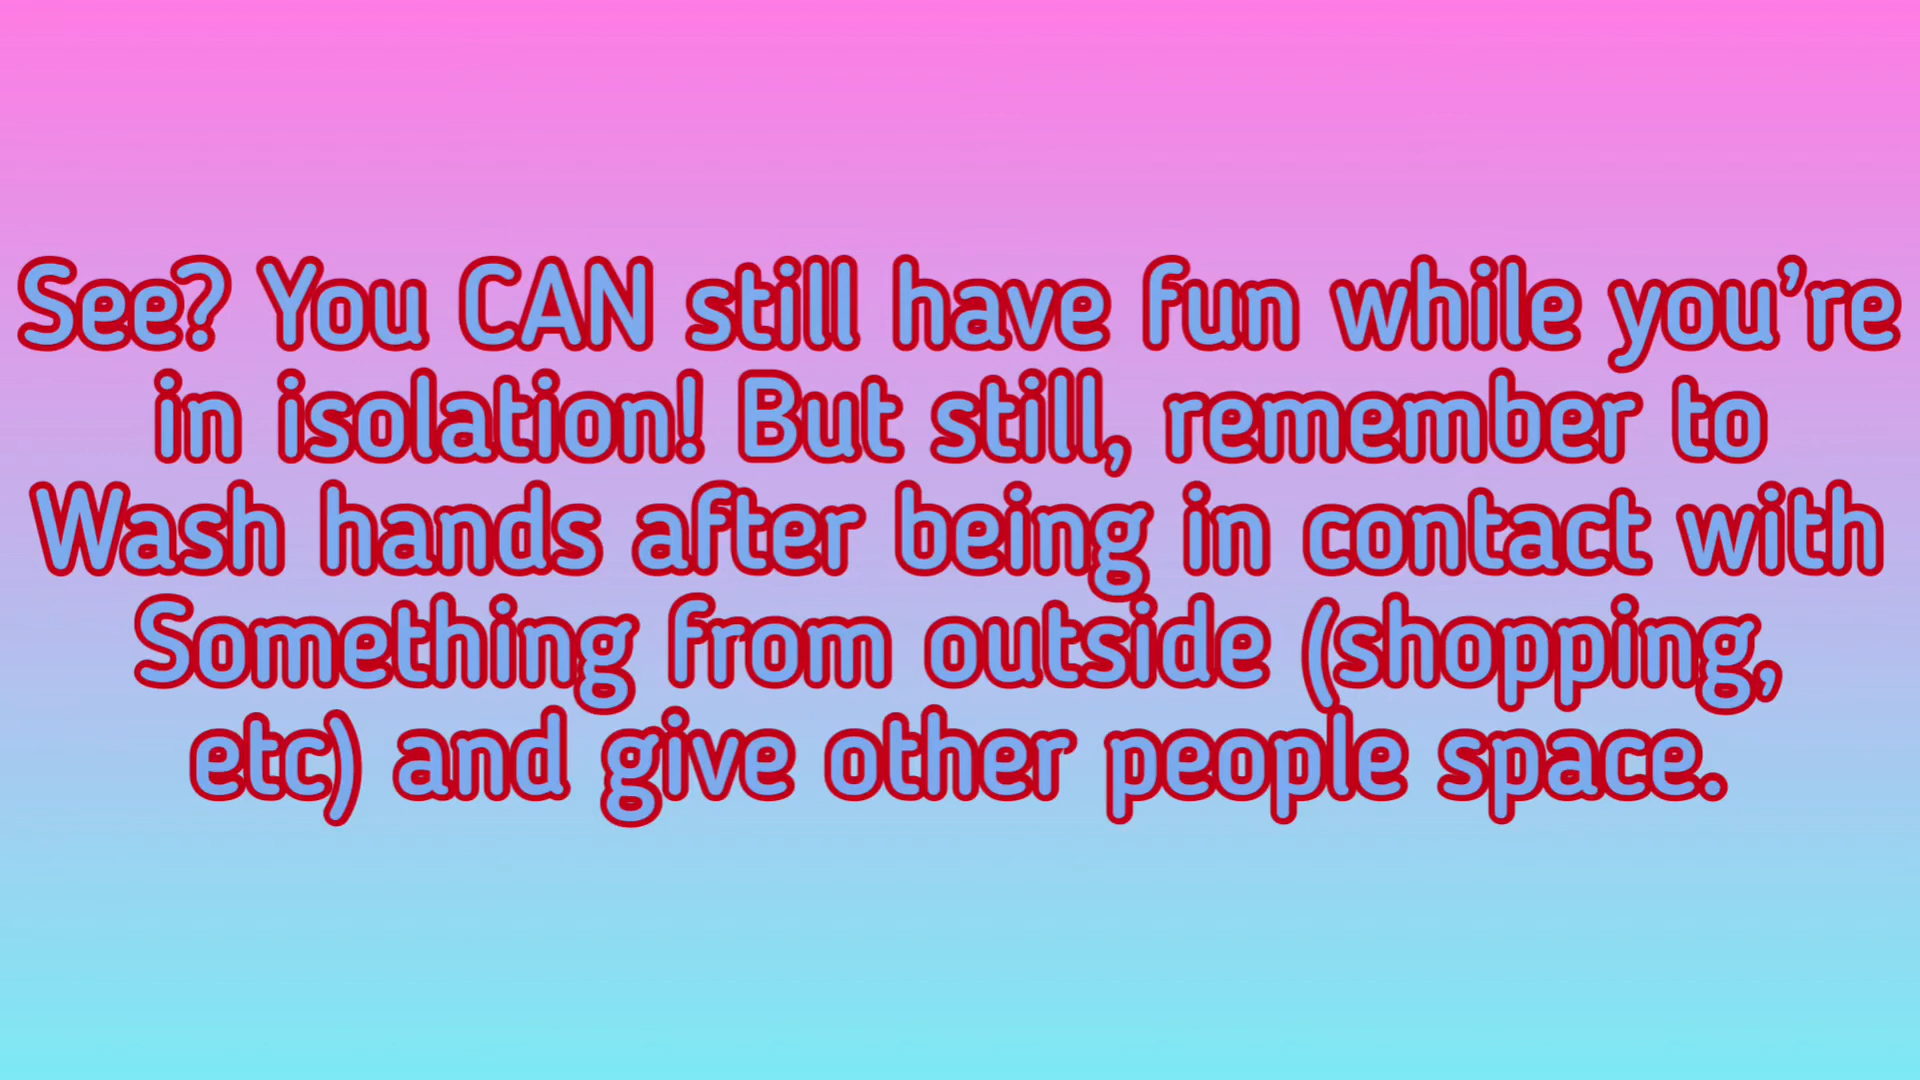 See? You CAN still have fun while you’re
in isolation! But still, remember to
Wash hands after being in contact with
Something from outside (shopping,
etc) and give other people space.